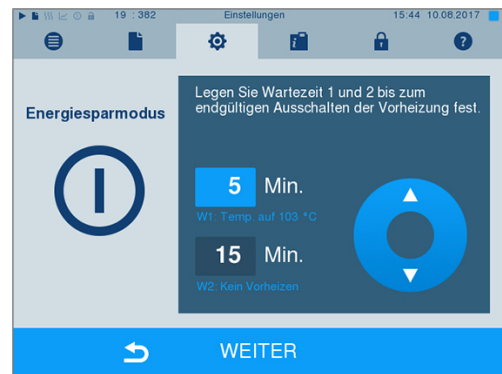 19 : 382 Einstellungen 15:44 10.08.2017
Energiesparmodus
Legen Sie Wartezeit 1 und 2 bis zum
endgültigen Ausschalten der Vorheizung fest.
5 Min.
W1: Temp. auf 103 °C
15 Min.
W2: Kein Vorheizen
WEITER